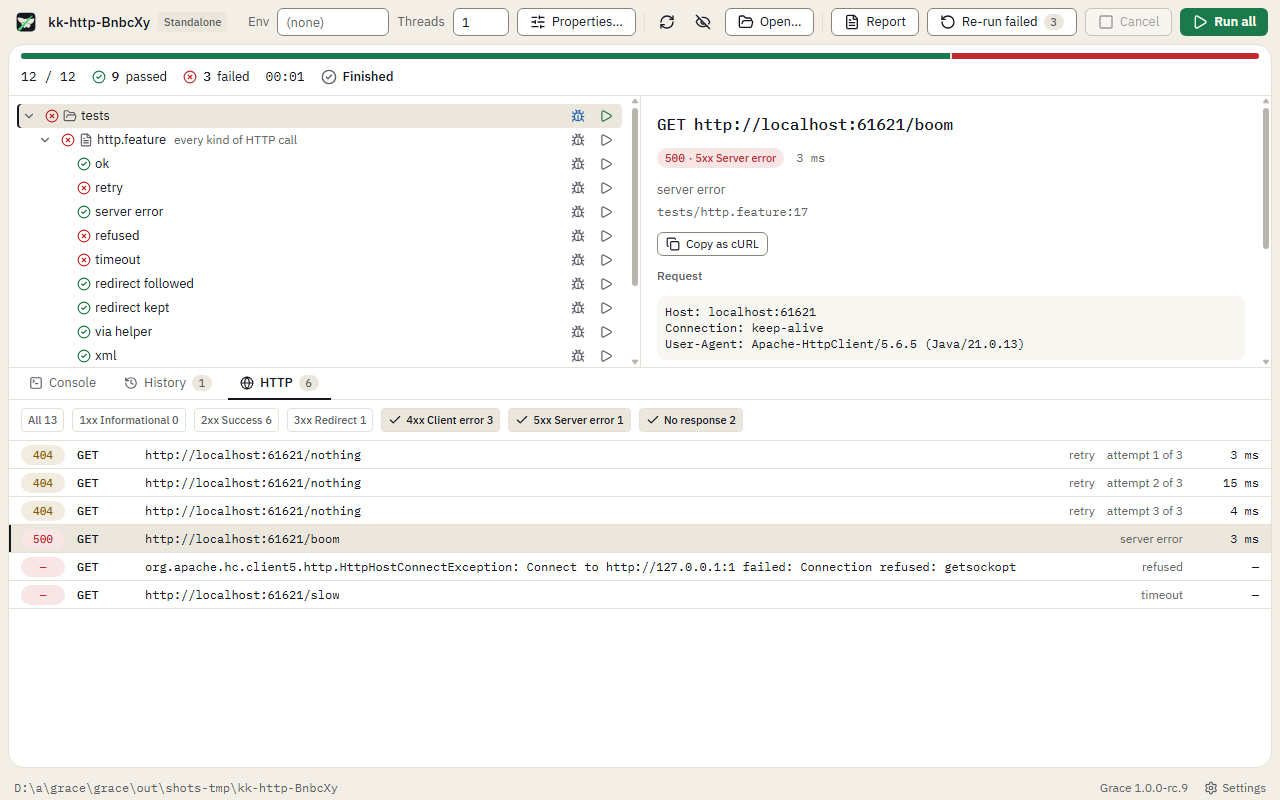 kk-http-BnbcXy Standalone Env (none) Threads 1 Properties... Open... Report Re-run failed 3 Cancel Run all
12 / 12 9 passed 3 failed 00:01 Finished
tests
http.feature every kind of HTTP call
ok
retry
server error
refused
timeout
redirect followed
redirect kept
via helper
xml
GET http://localhost:61621/boom
500 · 5xx Server error 3 ms
server error
tests/http.feature:17
Copy as cURL
Request
Host: localhost:61621
Connection: keep-alive
User-Agent: Apache-HttpClient/5.6.5 (Java/21.0.13)
Console History 1 HTTP 6
All 13 1xx Informational 0 2xx Success 6 3xx Redirect 1 4xx Client error 3 5xx Server error 1 No response 2
404 GET http://localhost:61621/nothing retry attempt 1 of 3 3 ms
404 GET http://localhost:61621/nothing retry attempt 2 of 3 15 ms
404 GET http://localhost:61621/nothing retry attempt 3 of 3 4 ms
500 GET http://localhost:61621/boom server error 3 ms
– GET org.apache.hc.client5.http.HttpHostConnectException: Connect to http://127.0.0.1:1 failed: Connection refused: getsockopt refused –
– GET http://localhost:61621/slow timeout –
D:\a\grace\grace\out\shots-tmp\kk-http-BnbcXy Grace 1.0.0-rc.9 Settings